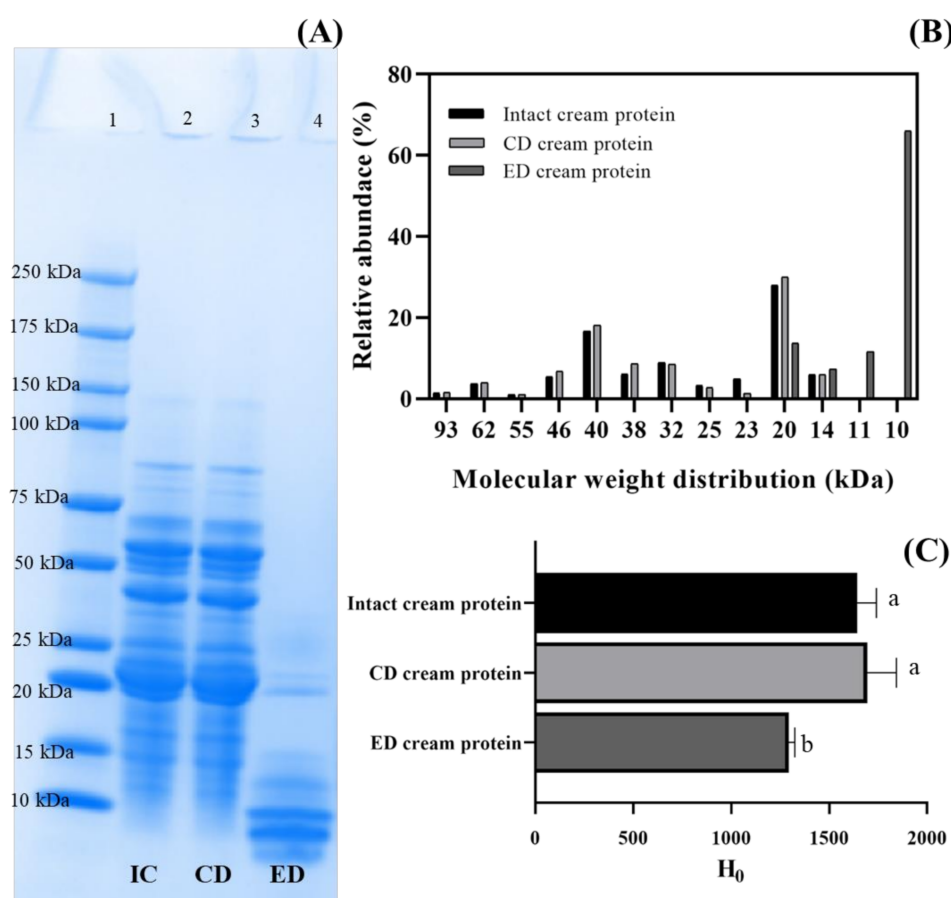 (A)
1 2 3 4
250 kDa
175 kDa
150 kDa
100 kDa
75 kDa
50 kDa
25 kDa
20 kDa
15 kDa
10 kDa
IC CD ED
(B)
Relative abundace (%)
80
60
40
20
0
Intact cream protein
CD cream protein
ED cream protein
93 62 55 46 40 38 32 25 23 20 14 11 10
Molecular weight distribution (kDa)
(C)
Intact cream protein a
CD cream protein a
ED cream protein b
0 500 1000 1500 2000
H₀